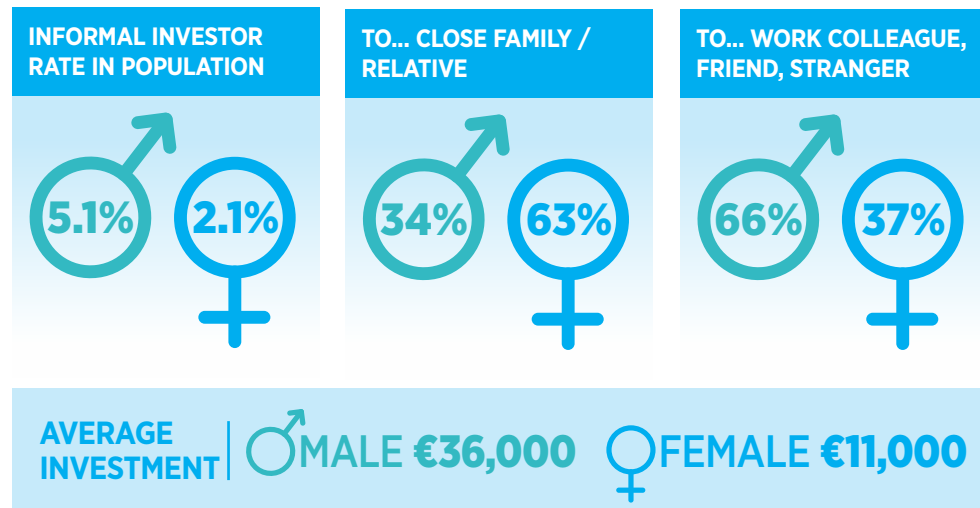 INFORMAL INVESTOR
RATE IN POPULATION
5.1%
2.1%
TO... CLOSE FAMILY /
RELATIVE
34%
63%
TO... WORK COLLEAGUE,
FRIEND, STRANGER
66%
37%
AVERAGE
INVESTMENT
MALE €36,000
FEMALE €11,000